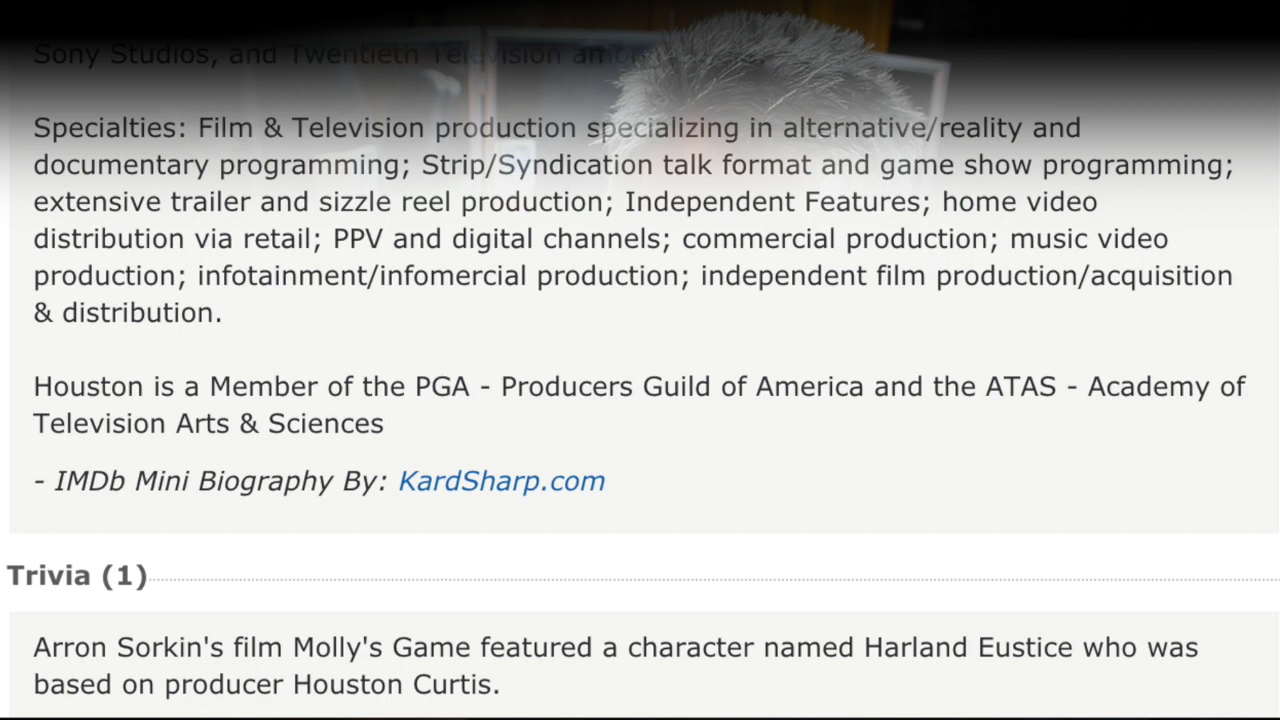 Sony Studios, and Twentieth Television among
Specialties: Film & Television production specializing in alternative/reality and
documentary programming; Strip/Syndication talk format and game show programming;
extensive trailer and sizzle reel production; Independent Features; home video
distribution via retail; PPV and digital channels; commercial production; music video
production; infotainment/infomercial production; independent film production/acquisition
& distribution.
Houston is a Member of the PGA - Producers Guild of America and the ATAS - Academy of
Television Arts & Sciences
- IMDb Mini Biography By: KardSharp.com
Trivia (1)
Arron Sorkin's film Molly's Game featured a character named Harland Eustice who was
based on producer Houston Curtis.